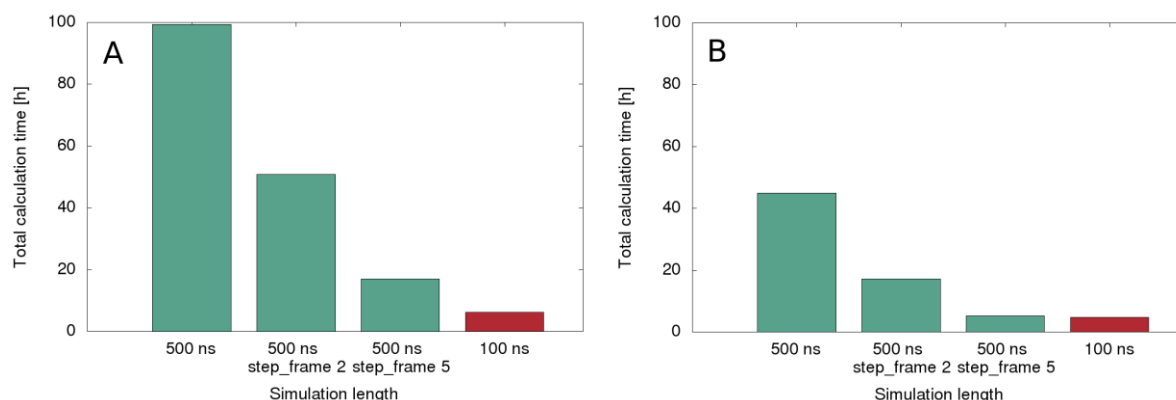 A
Total calculation time [h]
100
80
60
40
20
0
500 ns 500 ns 500 ns 100 ns
step_frame 2 step_frame 5
Simulation length
B
Total calculation time [h]
100
80
60
40
20
0
500 ns 500 ns 500 ns 100 ns
step_frame 2 step_frame 5
Simulation length